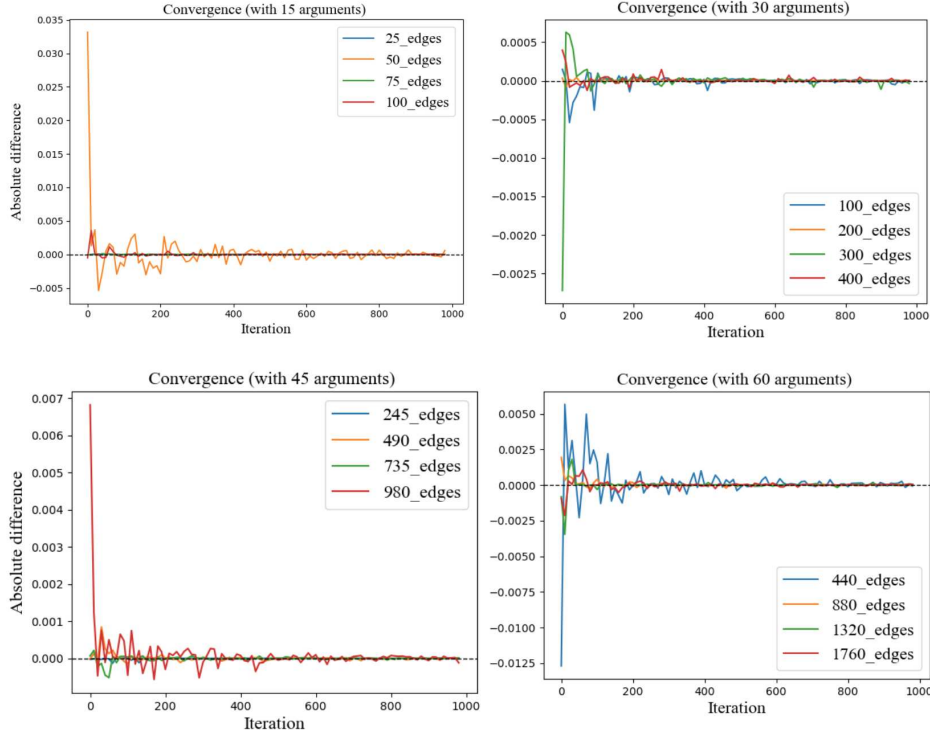 Convergence (with 15 arguments)
0.035
0.030
0.025
0.020
0.015
0.010
0.005
0.000
−0.005
Absolute difference
25_edges
50_edges
75_edges
100_edges
0 200 400 600 800 1000
Iteration
Convergence (with 30 arguments)
0.0005
0.0000
−0.0005
−0.0010
−0.0015
−0.0020
−0.0025
100_edges
200_edges
300_edges
400_edges
0 200 400 600 800 1000
Iteration
Convergence (with 45 arguments)
0.007
0.006
0.005
0.004
0.003
0.002
0.001
0.000
Absolute difference
245_edges
490_edges
735_edges
980_edges
0 200 400 600 800 1000
Iteration
Convergence (with 60 arguments)
0.0050
0.0025
0.0000
−0.0025
−0.0050
−0.0075
−0.0100
−0.0125
440_edges
880_edges
1320_edges
1760_edges
0 200 400 600 800 1000
Iteration